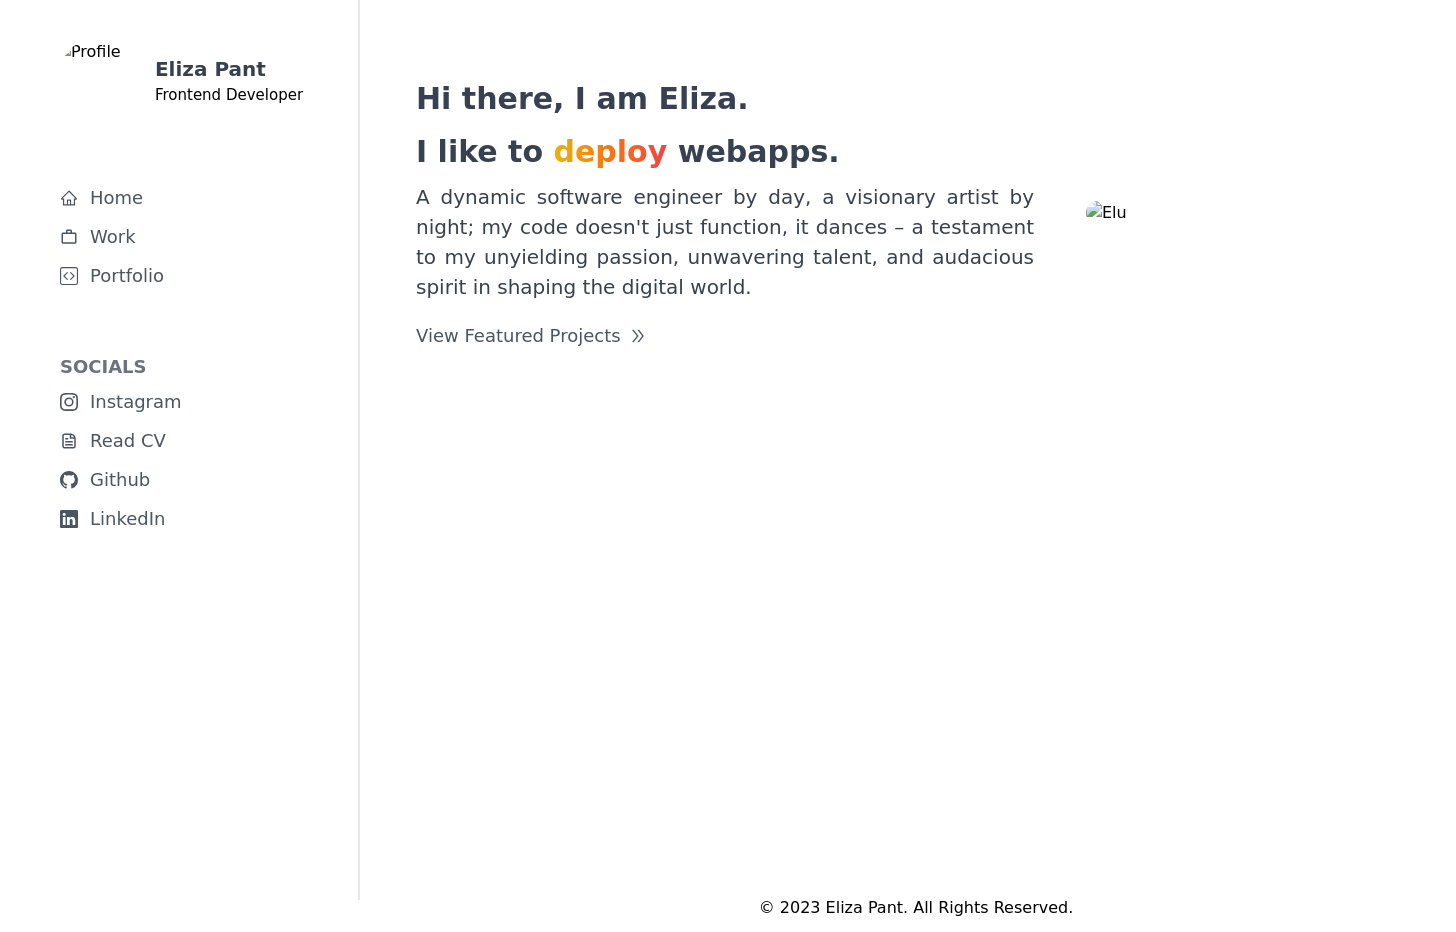 Profile
Eliza Pant
Frontend Developer
Home
Work
Portfolio
SOCIALS
Instagram
Read CV
Github
LinkedIn
Hi there, I am Eliza.
I like to deploy webapps.
A dynamic software engineer by day, a visionary artist by
night; my code doesn't just function, it dances – a testament
to my unyielding passion, unwavering talent, and audacious
spirit in shaping the digital world.
View Featured Projects
Elu
© 2023 Eliza Pant. All Rights Reserved.